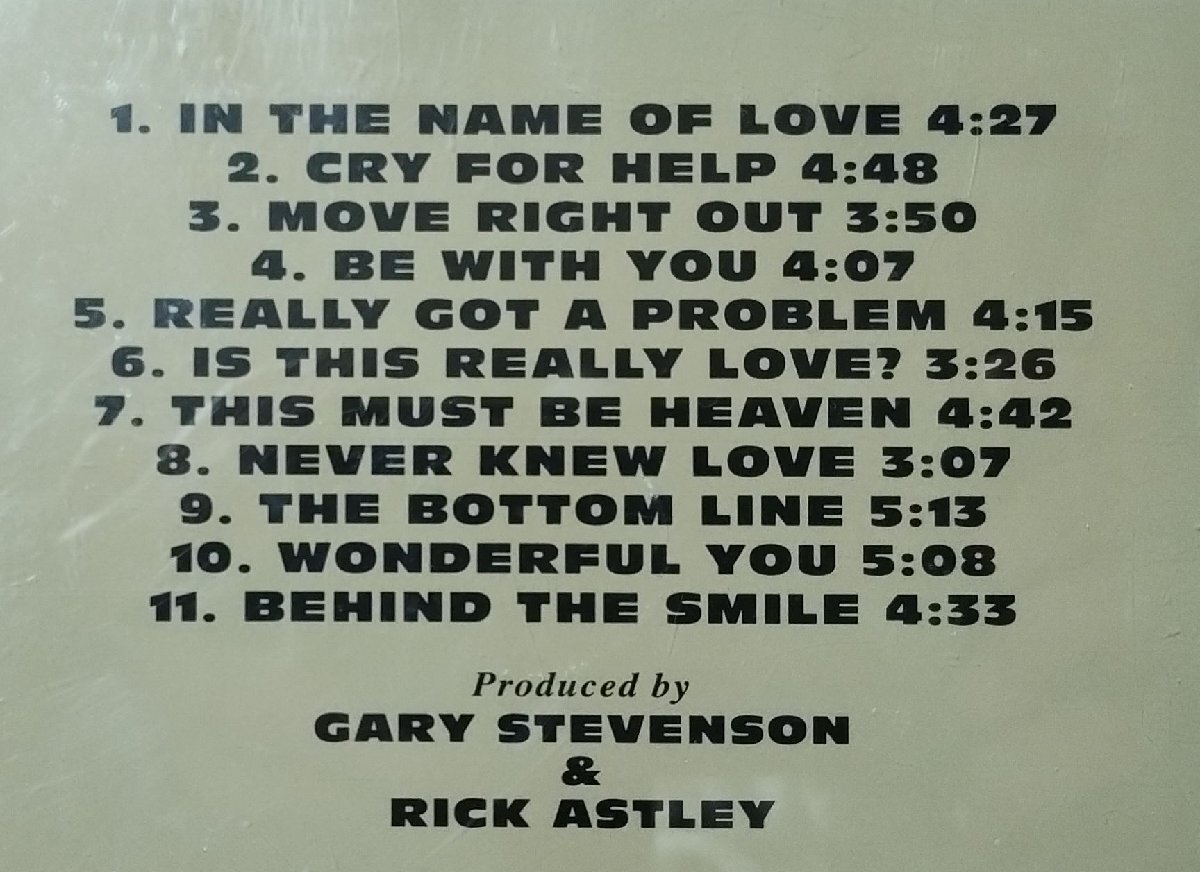 1. IN THE NAME OF LOVE 4:27
2. CRY FOR HELP 4:48
3. MOVE RIGHT OUT 3:50
4. BE WITH YOU 4:07
5. REALLY GOT A PROBLEM 4:15
6. IS THIS REALLY LOVE? 3:26
7. THIS MUST BE HEAVEN 4:42
8. NEVER KNEW LOVE 3:07
9. THE BOTTOM LINE 5:13
10. WONDERFUL YOU 5:08
11. BEHIND THE SMILE 4:33
Produced by
GARY STEVENSON
&
RICK ASTLEY